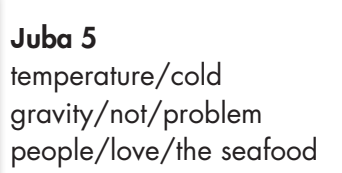 Juba 5
temperature/cold
gravity/not/problem
people/love/the seafood